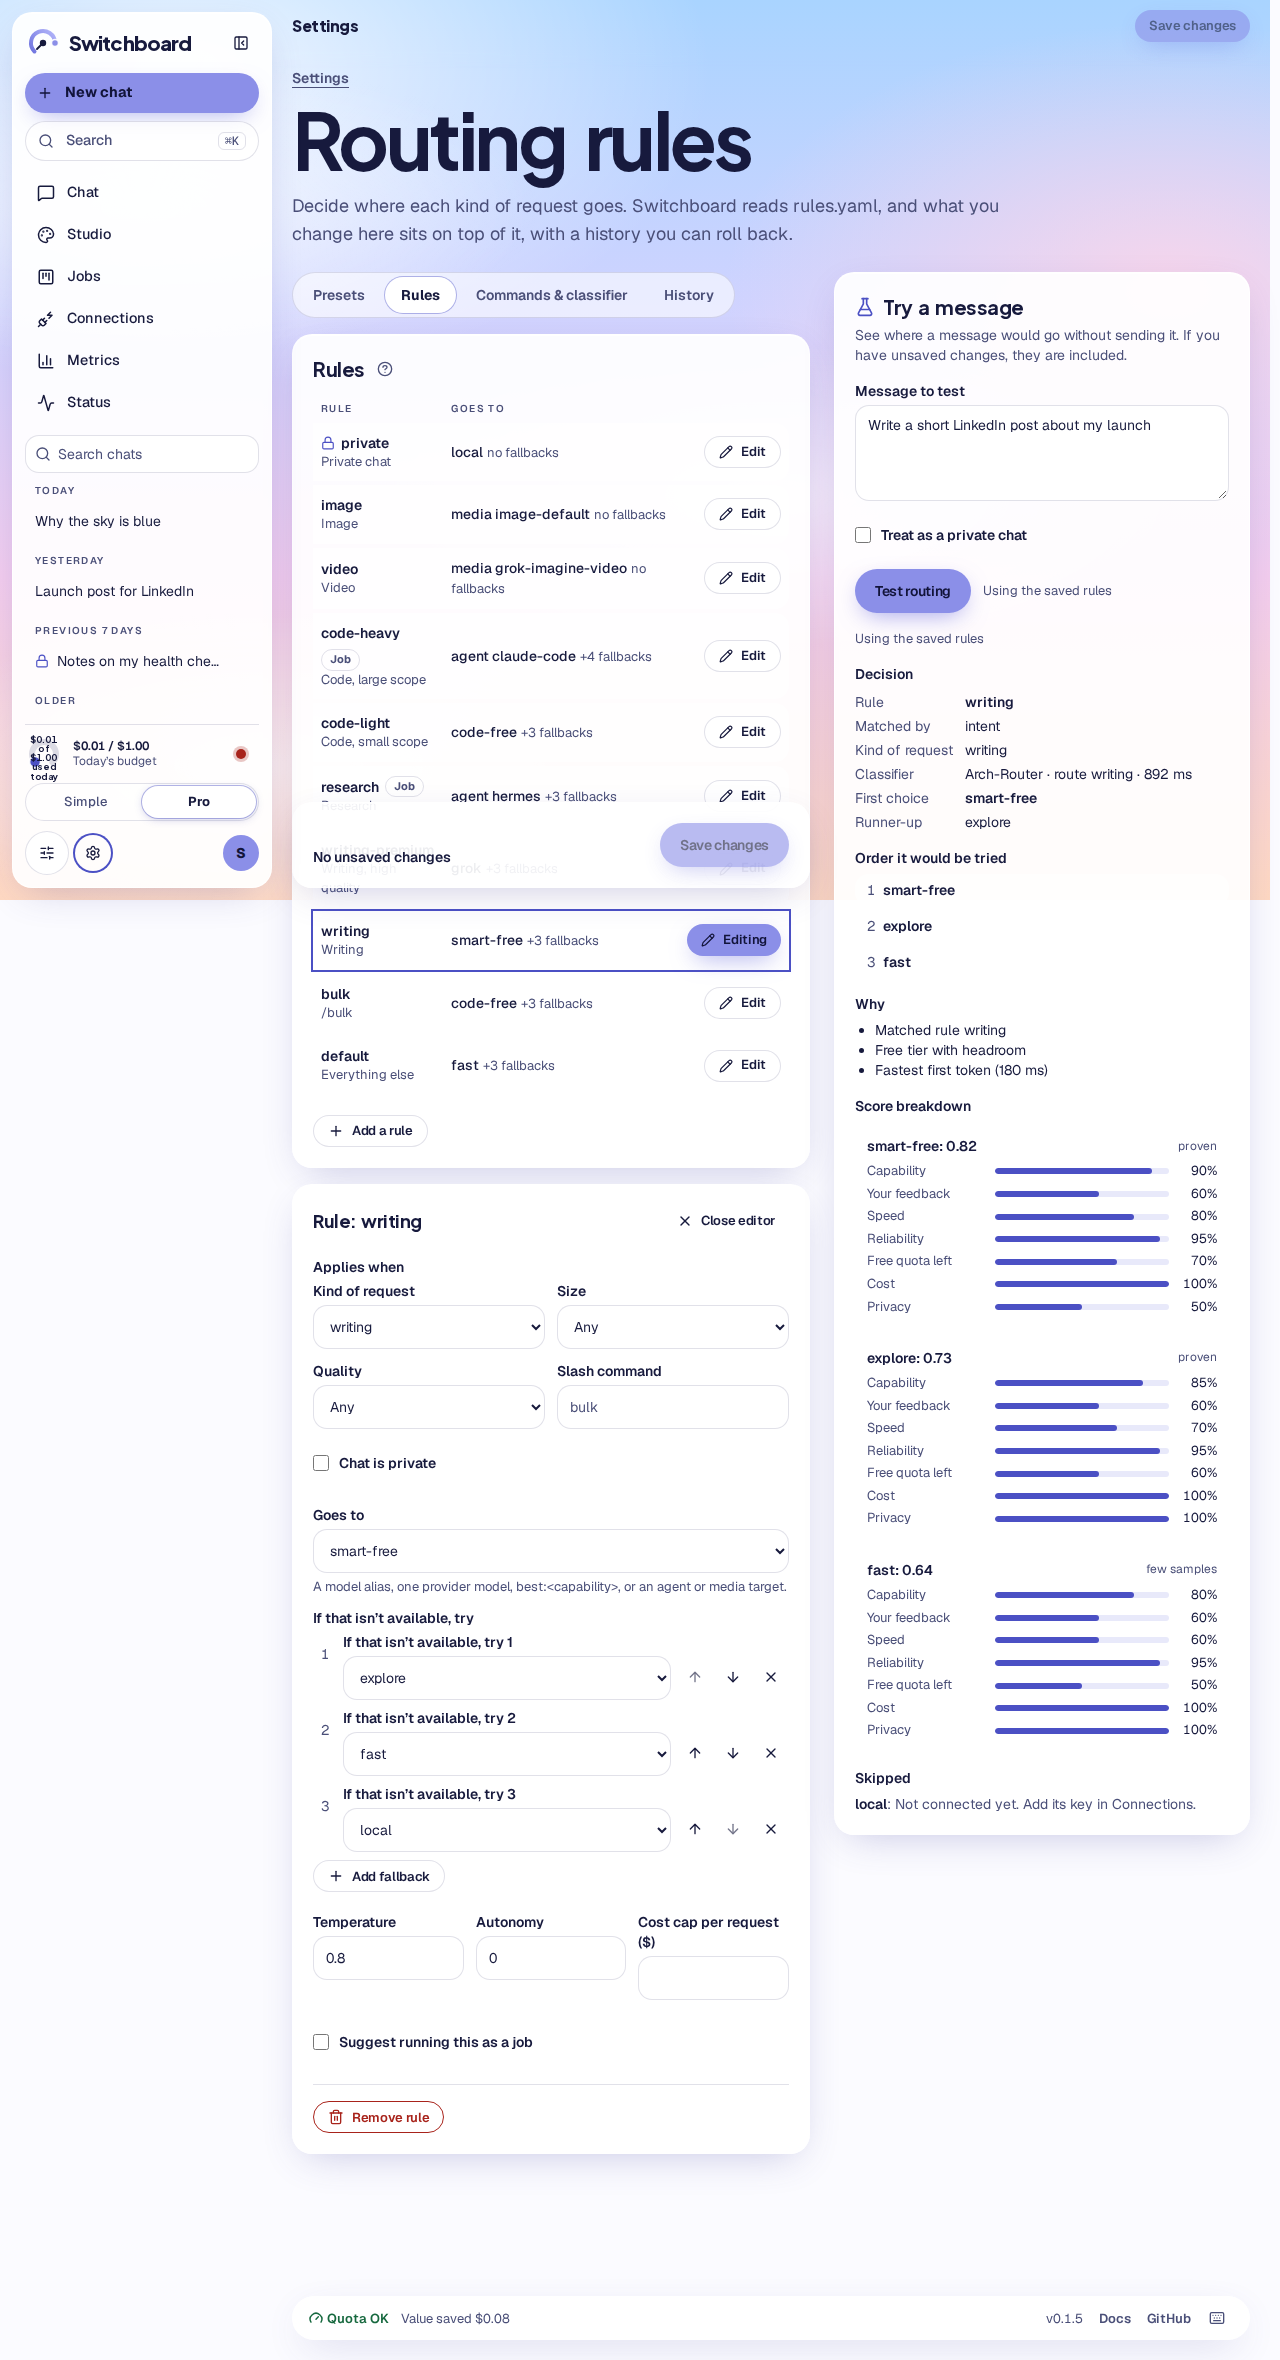 Switchboard
New chat
Search ⌘K
Chat
Studio
Jobs
Connections
Metrics
Status
Search chats
TODAY
Why the sky is blue
YESTERDAY
Launch post for LinkedIn
PREVIOUS 7 DAYS
Notes on my health che...
OLDER
$0.01 of $1.00 used today
$0.01 / $1.00
Today's budget
Simple Pro
S
Settings Save changes
Settings
Routing rules
Decide where each kind of request goes. Switchboard reads rules.yaml, and what you
change here sits on top of it, with a history you can roll back.
Presets Rules Commands & classifier History
Rules
RULE GOES TO
private
Private chat
local no fallbacks Edit
image
Image
media image-default no fallbacks Edit
video
Video
media grok-imagine-video no
fallbacks
Edit
code-heavy
Job
Code, large scope
agent claude-code +4 fallbacks Edit
code-light
Code, small scope
code-free +3 fallbacks Edit
research Job
Research
agent hermes +3 fallbacks Edit
writing-premium
Writing, high
quality
grok +3 fallbacks Edit
No unsaved changes Save changes
writing
Writing
smart-free +3 fallbacks Editing
bulk
/bulk
code-free +3 fallbacks Edit
default
Everything else
fast +3 fallbacks Edit
Add a rule
Rule: writing Close editor
Applies when
Kind of request Size
writing Any
Quality Slash command
Any bulk
Chat is private
Goes to
smart-free
A model alias, one provider model, best:<capability>, or an agent or media target.
If that isn’t available, try
1 If that isn’t available, try 1
explore
2 If that isn’t available, try 2
fast
3 If that isn’t available, try 3
local
Add fallback
Temperature Autonomy Cost cap per request
($)
0.8 0
Suggest running this as a job
Remove rule
Try a message
See where a message would go without sending it. If you
have unsaved changes, they are included.
Message to test
Write a short LinkedIn post about my launch
Treat as a private chat
Test routing Using the saved rules
Using the saved rules
Decision
Rule writing
Matched by intent
Kind of request writing
Classifier Arch-Router · route writing · 892 ms
First choice smart-free
Runner-up explore
Order it would be tried
1 smart-free
2 explore
3 fast
Why
• Matched rule writing
• Free tier with headroom
• Fastest first token (180 ms)
Score breakdown
smart-free: 0.82 proven
Capability 90%
Your feedback 60%
Speed 80%
Reliability 95%
Free quota left 70%
Cost 100%
Privacy 50%
explore: 0.73 proven
Capability 85%
Your feedback 60%
Speed 70%
Reliability 95%
Free quota left 60%
Cost 100%
Privacy 100%
fast: 0.64 few samples
Capability 80%
Your feedback 60%
Speed 60%
Reliability 95%
Free quota left 50%
Cost 100%
Privacy 100%
Skipped
local: Not connected yet. Add its key in Connections.
Quota OK Value saved $0.08 v0.1.5 Docs GitHub